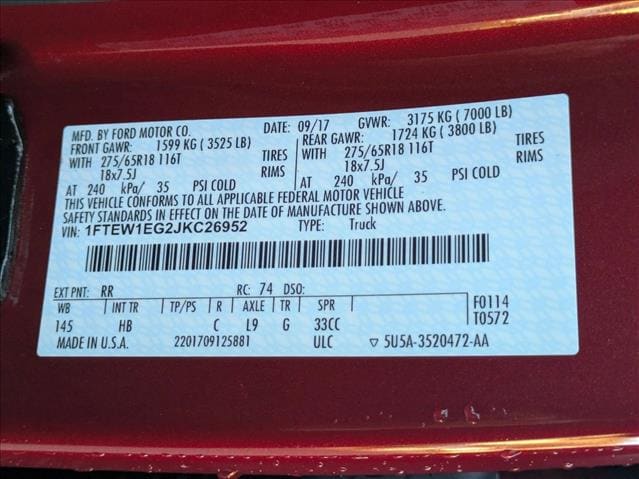 MFD. BY FORD MOTOR CO. DATE: 09/17 GVWR: 3175 KG ( 7000 LB)
FRONT GAWR: 1599 KG ( 3525 LB) REAR GAWR: 1724 KG ( 3800 LB)
WITH 275/65R18 116T TIRES WITH 275/65R18 116T TIRES
18x7.5J RIMS 18x7.5J RIMS
AT 240 kPa/ 35 PSI COLD AT 240 kPa/ 35 PSI COLD
THIS VEHICLE CONFORMS TO ALL APPLICABLE FEDERAL MOTOR VEHICLE
SAFETY STANDARDS IN EFFECT ON THE DATE OF MANUFACTURE SHOWN ABOVE.
VIN: 1FTEW1EG2JKC26952 TYPE: Truck
EXT PNT: RR RC: 74 DSO:
WB INT TR TP/PS R AXLE TR SPR F0114
145 HB C L9 G 33CC T0572
MADE IN U.S.A. 2201709125881 ULC ▽ 5U5A-3520472-AA